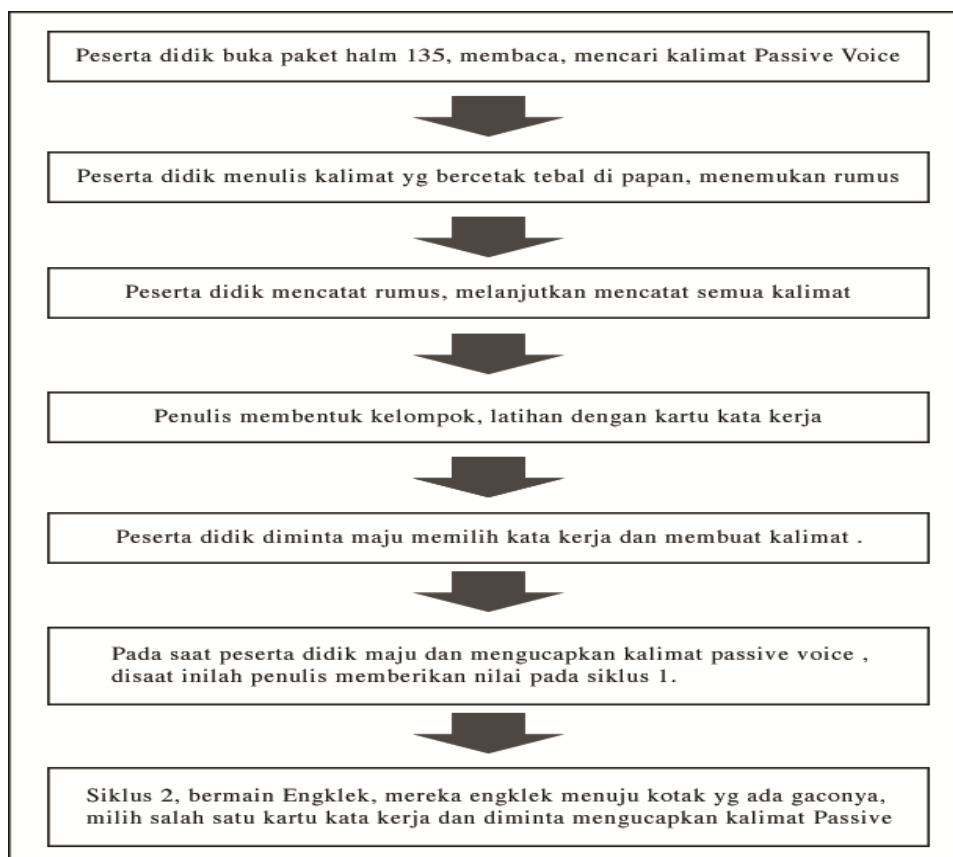 Peserta didik buka paket halm 135, membaca, mencari kalimat Passive Voice
Peserta didik menulis kalimat yg bercetak tebal di papan, menemukan rumus
Peserta didik mencatat rumus, melanjutkan mencatat semua kalimat
Penulis membentuk kelompok, latihan dengan kartu kata kerja
Peserta didik diminta maju memilih kata kerja dan membuat kalimat .
Pada saat peserta didik maju dan mengucapkan kalimat passive voice ,
disaat inilah penulis memberikan nilai pada siklus 1.
Siklus 2, bermain Engklek, mereka engklek menuju kotak yg ada gaconya,
milih salah satu kartu kata kerja dan diminta mengucapkan kalimat Passive